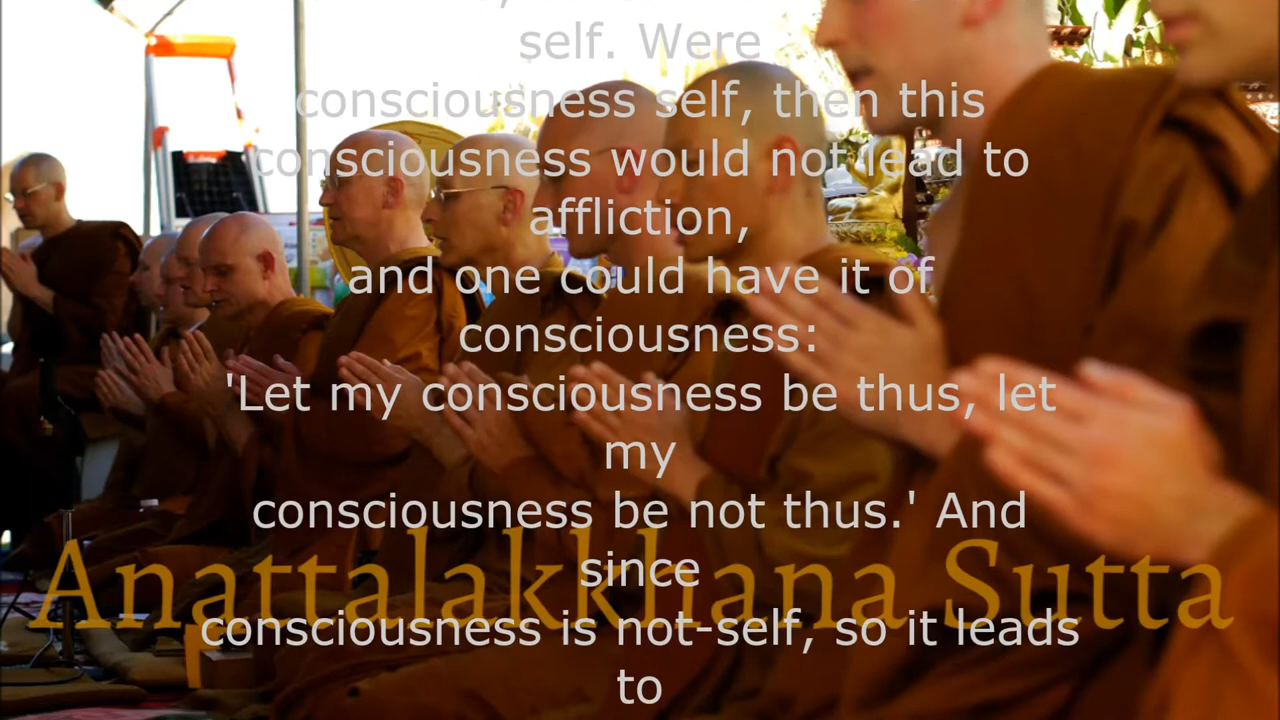 self. Were
consciousness self, then this
consciousness would not lead to
affliction,
and one could have it of
consciousness:
'Let my consciousness be thus, let
my
consciousness be not thus.' And
since
Anattalakkhana Sutta
consciousness is not-self, so it leads
to